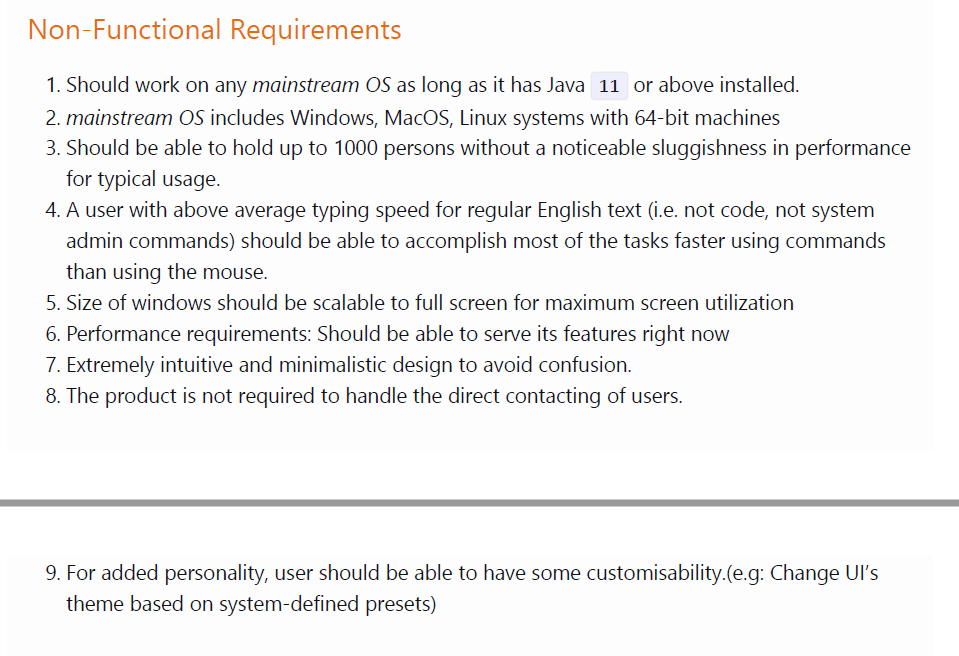 Non-Functional Requirements
1. Should work on any mainstream OS as long as it has Java 11 or above installed.
2. mainstream OS includes Windows, MacOS, Linux systems with 64-bit machines
3. Should be able to hold up to 1000 persons without a noticeable sluggishness in performance
for typical usage.
4. A user with above average typing speed for regular English text (i.e. not code, not system
admin commands) should be able to accomplish most of the tasks faster using commands
than using the mouse.
5. Size of windows should be scalable to full screen for maximum screen utilization
6. Performance requirements: Should be able to serve its features right now
7. Extremely intuitive and minimalistic design to avoid confusion.
8. The product is not required to handle the direct contacting of users.
9. For added personality, user should be able to have some customisability.(e.g: Change UI's
theme based on system-defined presets)